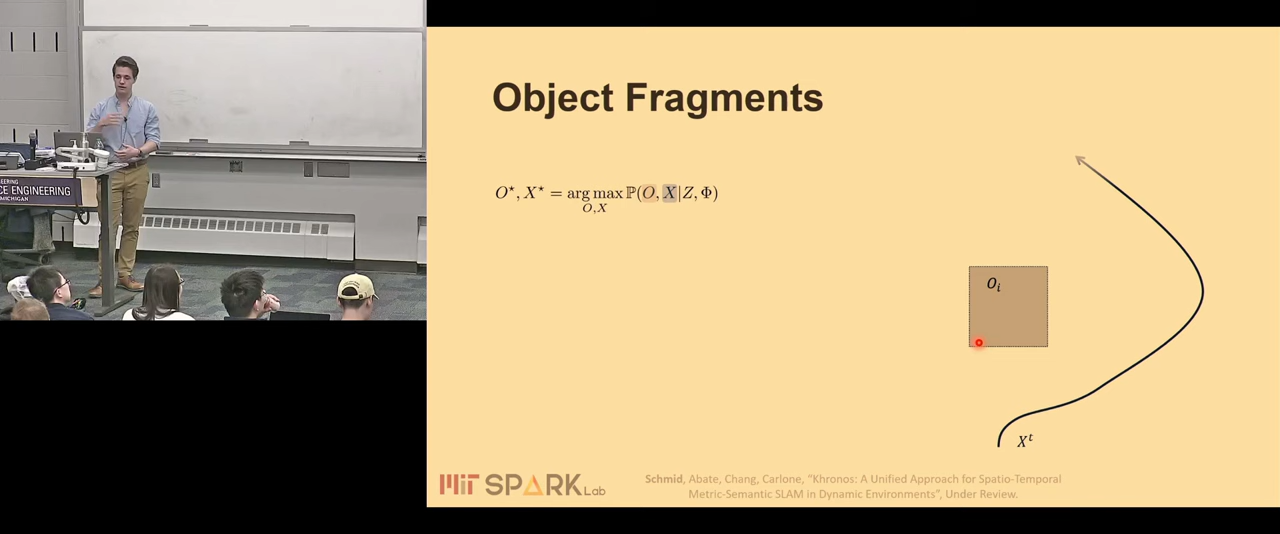 Object Fragments
O*, X* = arg max P(O, X|Z, Φ)
O,X
O_i
X^t
MiT SPARK Lab
Schmid, Abate, Chang, Carlone, "Khronos: A Unified Approach for Spatio-Temporal
Metric-Semantic SLAM in Dynamic Environments", Under Review.
CE ENGINEERING
MICHIGAN